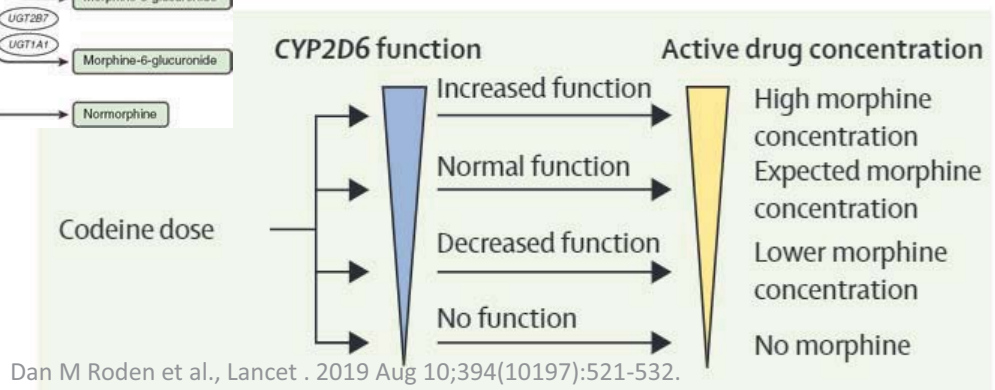 UGT2B7
UGT1A1
Morphine-6-glucuronide
Normorphine
CYP2D6 function
Active drug concentration
Codeine dose
Increased function
Normal function
Decreased function
No function
High morphine
concentration
Expected morphine
concentration
Lower morphine
concentration
No morphine
Dan M Roden et al., Lancet . 2019 Aug 10;394(10197):521-532.